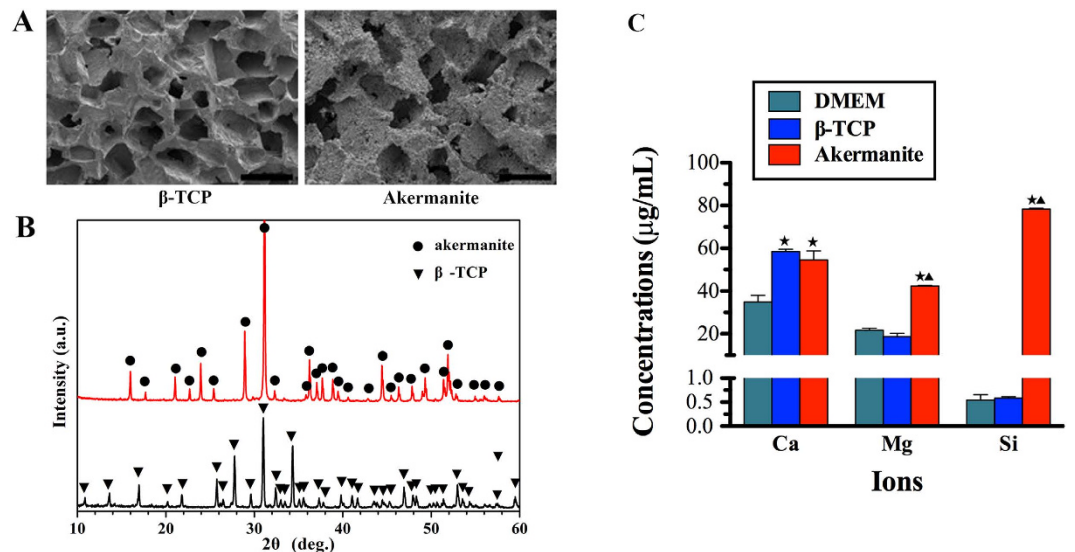 A
β-TCP
Akermanite
B
akermanite
β -TCP
Intensity (a.u.)
10 20 30 40 50 60
2θ (deg.)
C
DMEM
β-TCP
Akermanite
Concentrations (μg/mL)
100
80
60
40
20
1.0
0.5
0.0
Ca Mg Si
Ions